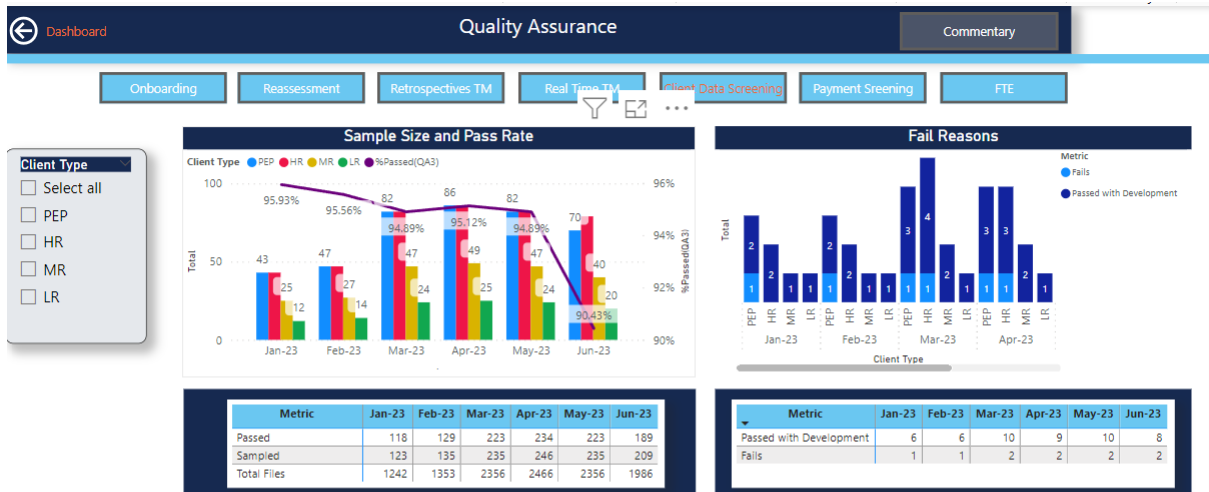 Dashboard
Quality Assurance
Commentary
Onboarding
Reassessment
Retrospectives TM
Real Time TM
Client Data Screening
Payment Sreening
FTE
Client Type
Select all
PEP
HR
MR
LR
Sample Size and Pass Rate
Client Type PEP HR MR LR %Passed(QA3)
100
50
0
Total
96%
94%
92%
90%
%Passed(QA3)
95.93%
95.56%
94.89%
95.12%
94.89%
90.43%
43 25 12
47 27 14
82 47 24
86 49 25
82 47 24
70 40 20
Jan-23 Feb-23 Mar-23 Apr-23 May-23 Jun-23
Fail Reasons
Metric
Fails
Passed with Development
Total
2 2 1 1
2 2 1 1
3 4 2 1
3 3 2 1
1 1 1 1 1 1
PEP HR MR LR PEP HR MR LR PEP HR MR LR PEP HR MR LR
Jan-23 Feb-23 Mar-23 Apr-23
Client Type
Metric Jan-23 Feb-23 Mar-23 Apr-23 May-23 Jun-23
Passed 118 129 223 234 223 189
Sampled 123 135 235 246 235 209
Total Files 1242 1353 2356 2466 2356 1986
Metric Jan-23 Feb-23 Mar-23 Apr-23 May-23 Jun-23
Passed with Development 6 6 10 9 10 8
Fails 1 1 2 2 2 2